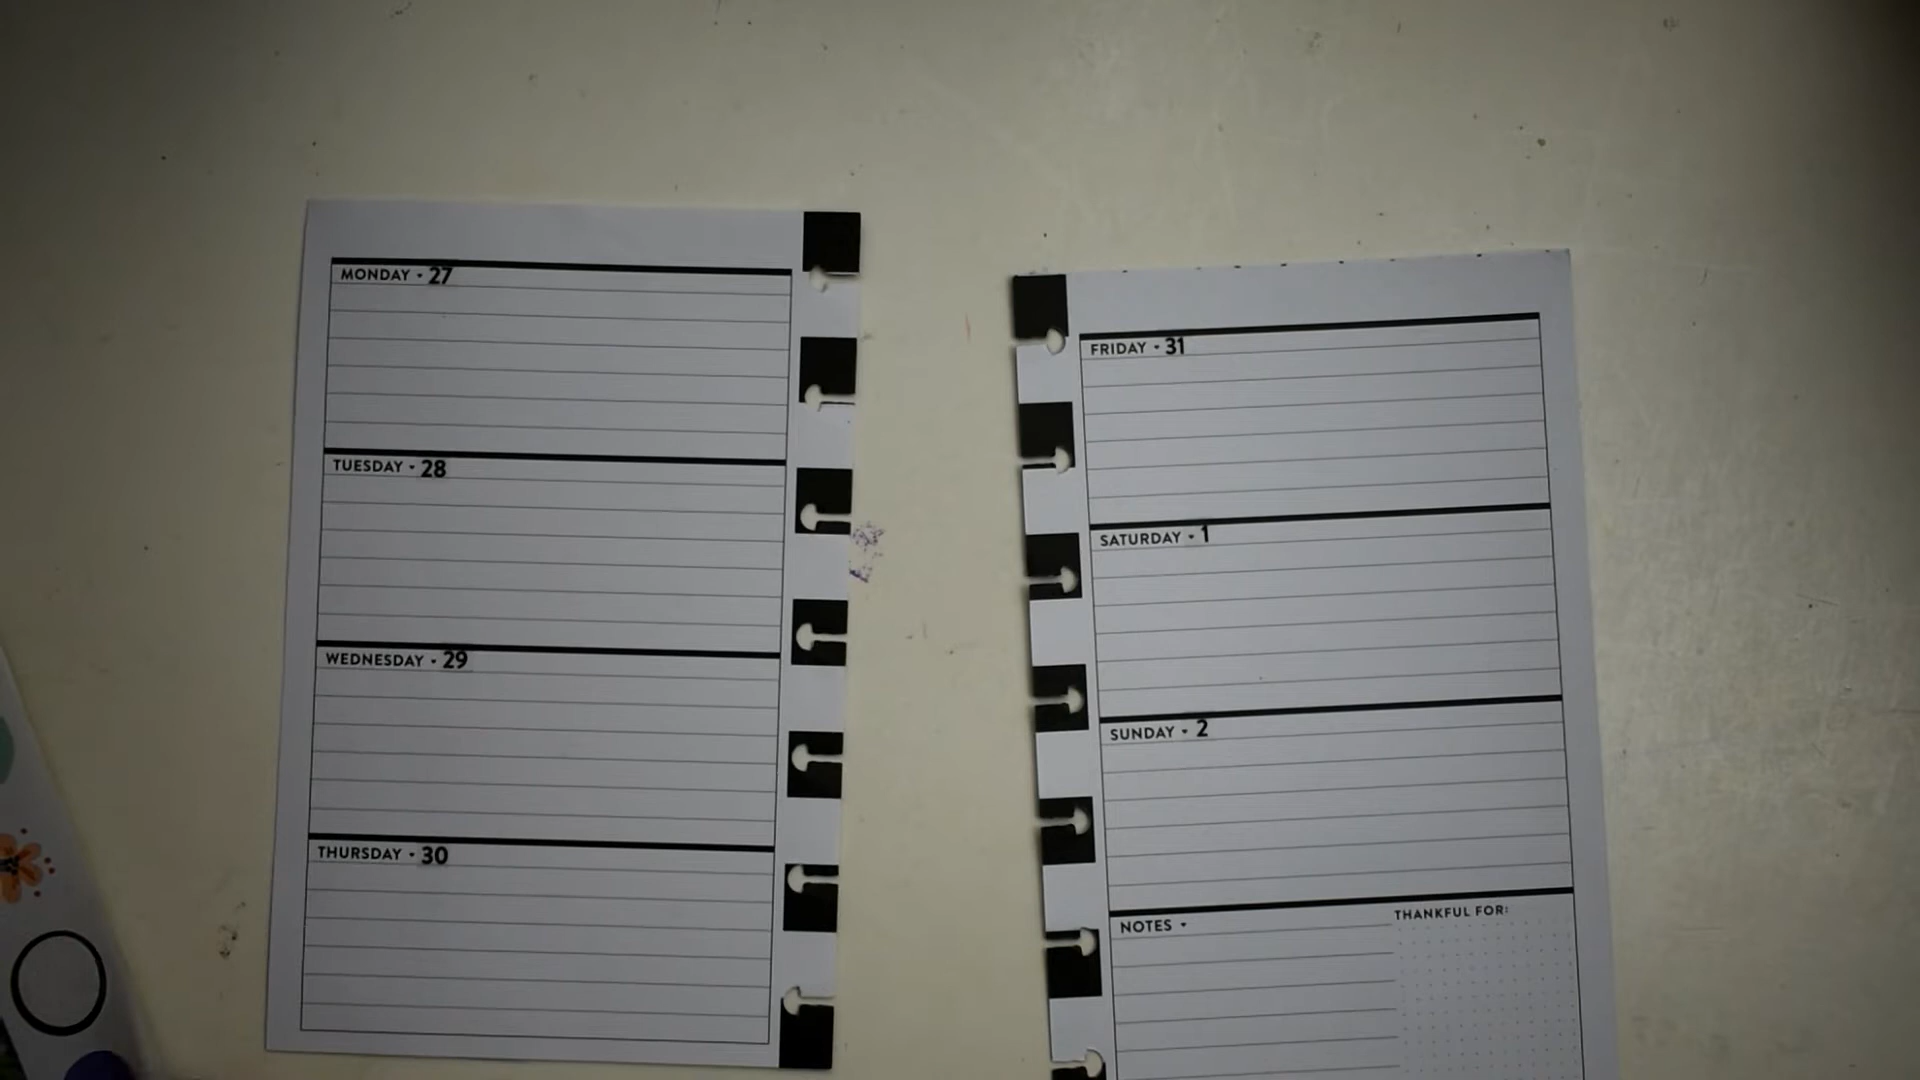 MONDAY • 27
TUESDAY • 28
WEDNESDAY • 29
THURSDAY • 30
FRIDAY • 31
SATURDAY • 1
SUNDAY • 2
NOTES •
THANKFUL FOR: